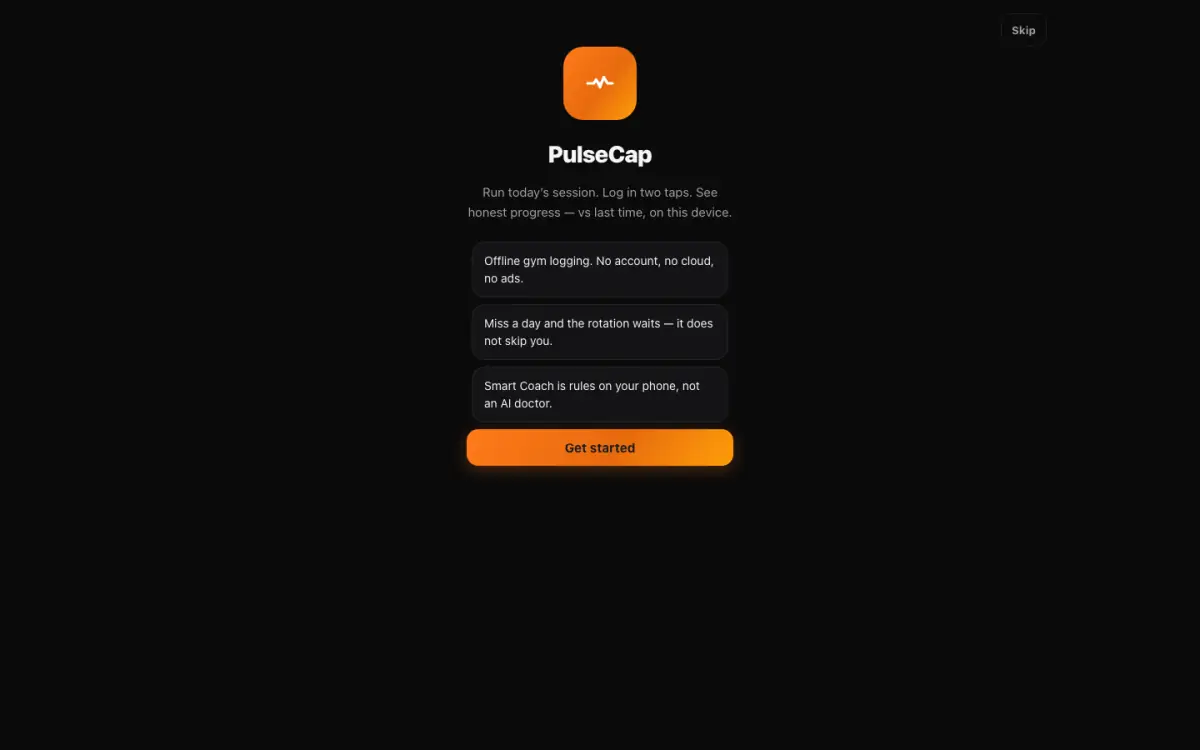 Skip
PulseCap
Run today's session. Log in two taps. See
honest progress — vs last time, on this device.
Offline gym logging. No account, no cloud,
no ads.
Miss a day and the rotation waits — it does
not skip you.
Smart Coach is rules on your phone, not
an AI doctor.
Get started